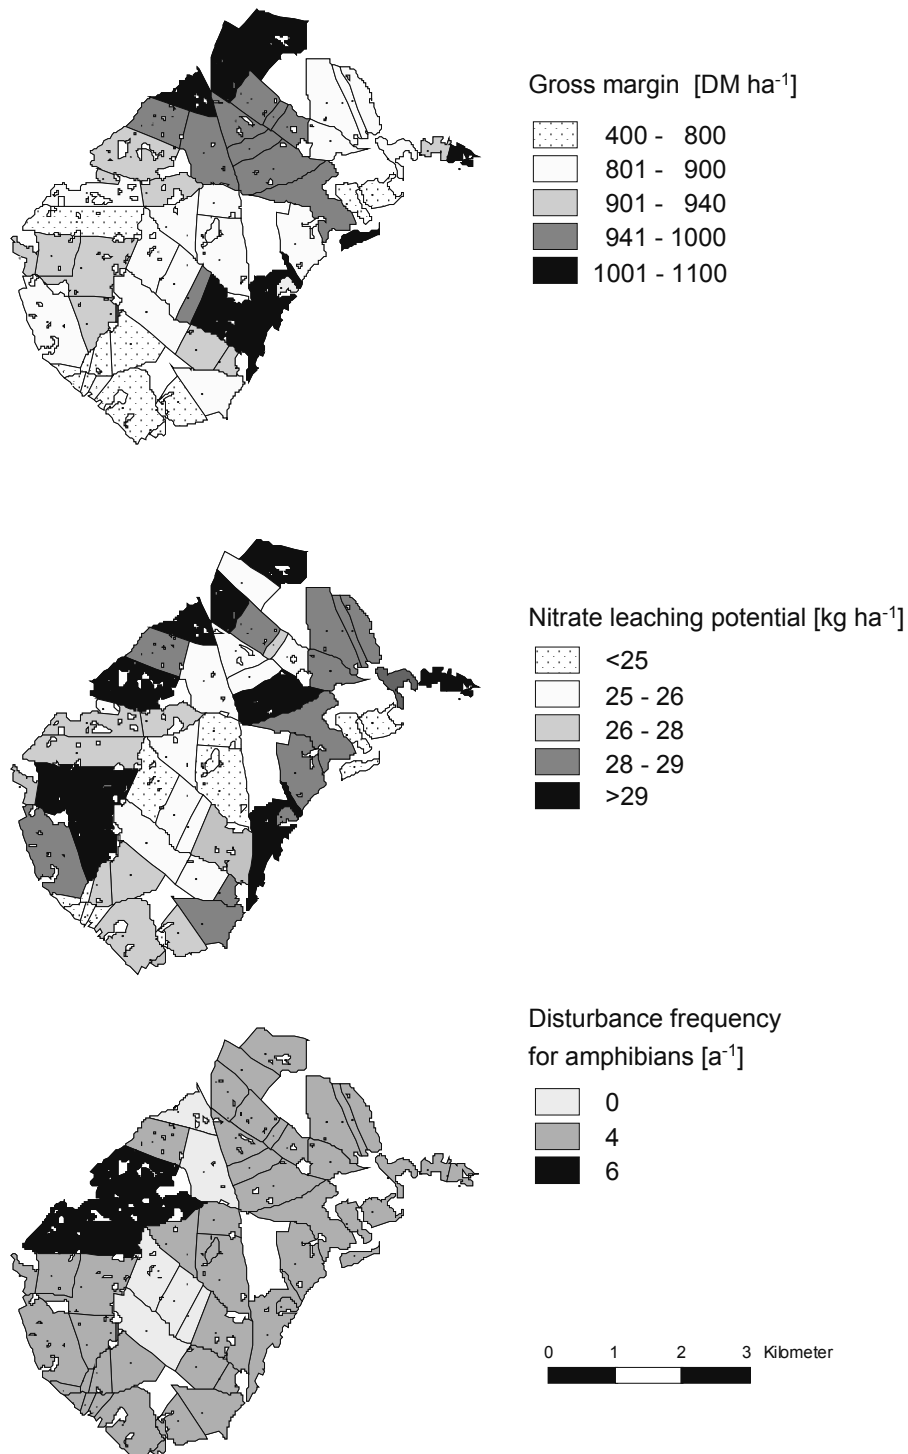 Gross margin [DM ha-1]
400 - 800
801 - 900
901 - 940
941 - 1000
1001 - 1100
Nitrate leaching potential [kg ha-1]
<25
25 - 26
26 - 28
28 - 29
>29
Disturbance frequency
for amphibians [a-1]
0
4
6
0 1 2 3 Kilometer